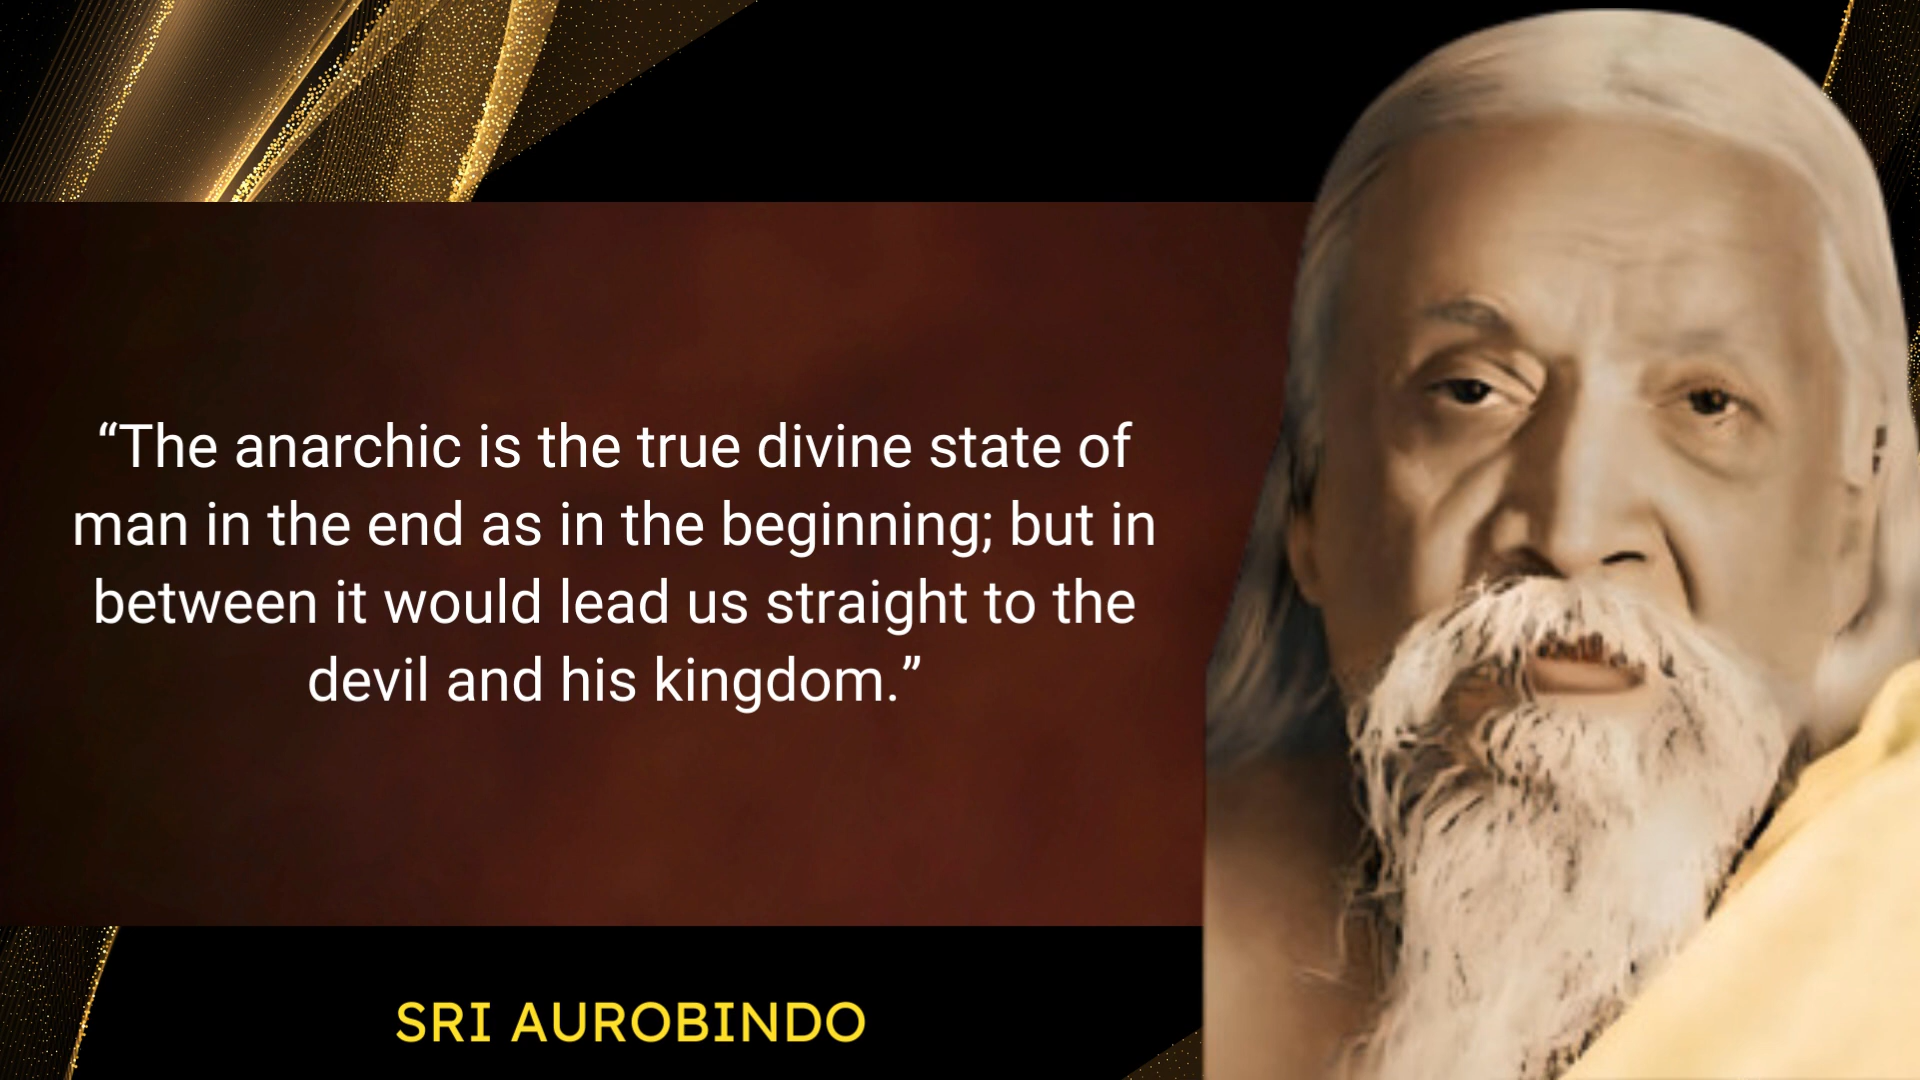 “The anarchic is the true divine state of
man in the end as in the beginning; but in
between it would lead us straight to the
devil and his kingdom.”
SRI AUROBINDO